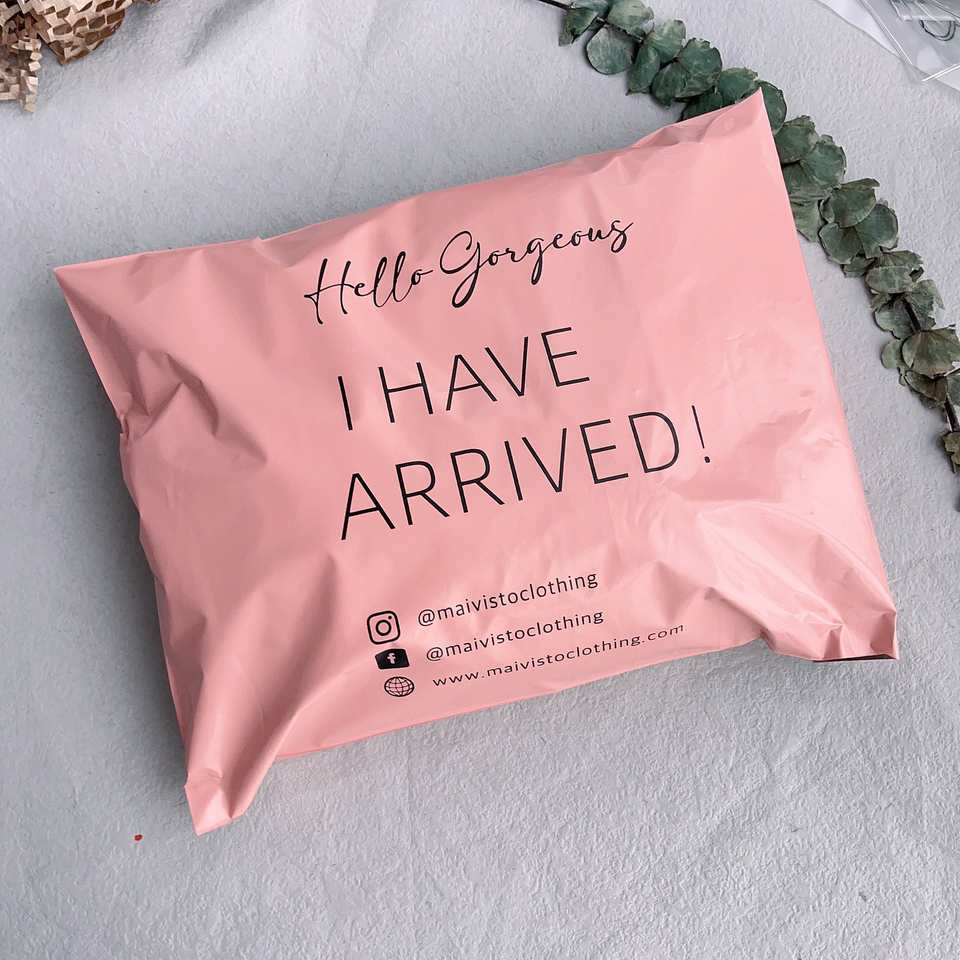 Hello Gorgeous
I HAVE
ARRIVED!
@maivistoclothing
@maivistoclothing
www.maivistoclothing.com